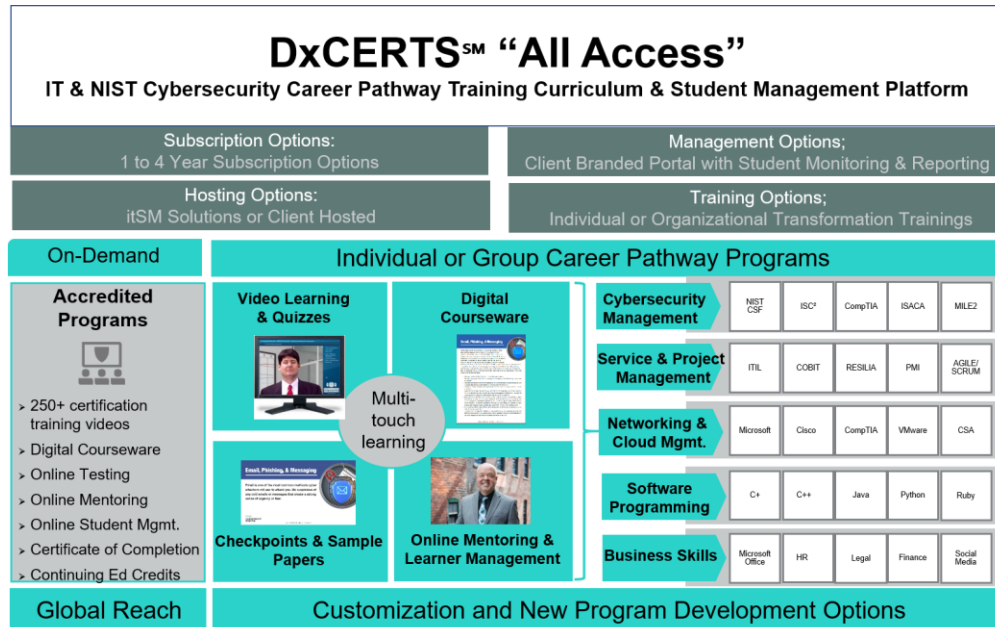 DxCERTS℠ “All Access”
IT & NIST Cybersecurity Career Pathway Training Curriculum & Student Management Platform
Subscription Options:
1 to 4 Year Subscription Options
Management Options;
Client Branded Portal with Student Monitoring & Reporting
Hosting Options:
itSM Solutions or Client Hosted
Training Options;
Individual or Organizational Transformation Trainings
On-Demand
Individual or Group Career Pathway Programs
Accredited
Programs
➢ 250+ certification
training videos
➢ Digital Courseware
➢ Online Testing
➢ Online Mentoring
➢ Online Student Mgmt.
➢ Certificate of Completion
➢ Continuing Ed Credits
Video Learning
& Quizzes
Digital
Courseware
Multi-
touch
learning
Email, Phishing, & Messaging
Checkpoints & Sample
Papers
Online Mentoring &
Learner Management
Cybersecurity
Management
NIST
CSF
ISC²
CompTIA
ISACA
MILE2
Service & Project
Management
ITIL
COBIT
RESILIA
PMI
AGILE/
SCRUM
Networking &
Cloud Mgmt.
Microsoft
Cisco
CompTIA
VMware
CSA
Software
Programming
C+
C++
Java
Python
Ruby
Business Skills
Microsoft
Office
HR
Legal
Finance
Social
Media
Global Reach
Customization and New Program Development Options